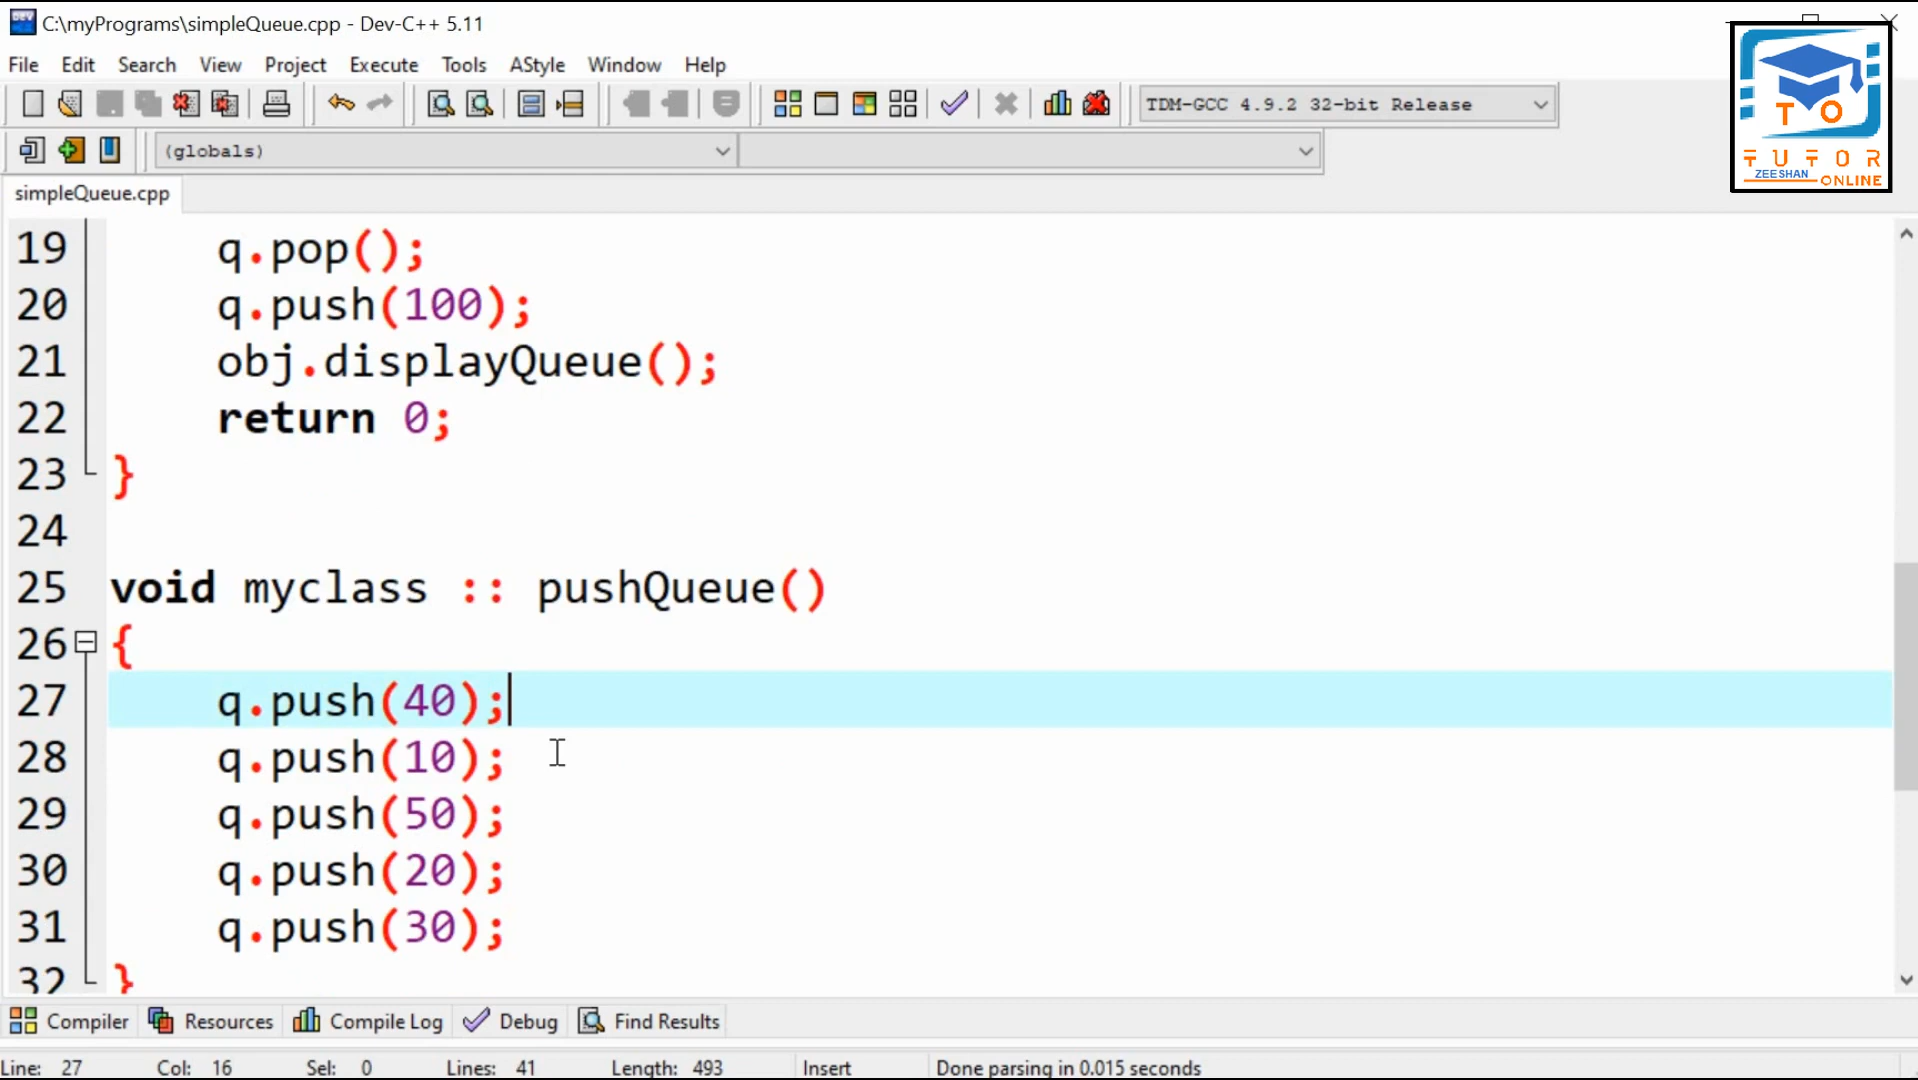 C:\myPrograms\simpleQueue.cpp - Dev-C++ 5.11
File Edit Search View Project Execute Tools AStyle Window Help
TDM-GCC 4.9.2 32-bit Release
(globals)
simpleQueue.cpp
TO
TUTOR
ZEESHAN ONLINE
19 q.pop();
20 q.push(100);
21 obj.displayQueue();
22 return 0;
23 }
24
25 void myclass :: pushQueue()
26 {
27 q.push(40);
28 q.push(10);
29 q.push(50);
30 q.push(20);
31 q.push(30);
32 }
Compiler Resources Compile Log Debug Find Results
Line: 27 Col: 16 Sel: 0 Lines: 41 Length: 493 Insert Done parsing in 0.015 seconds